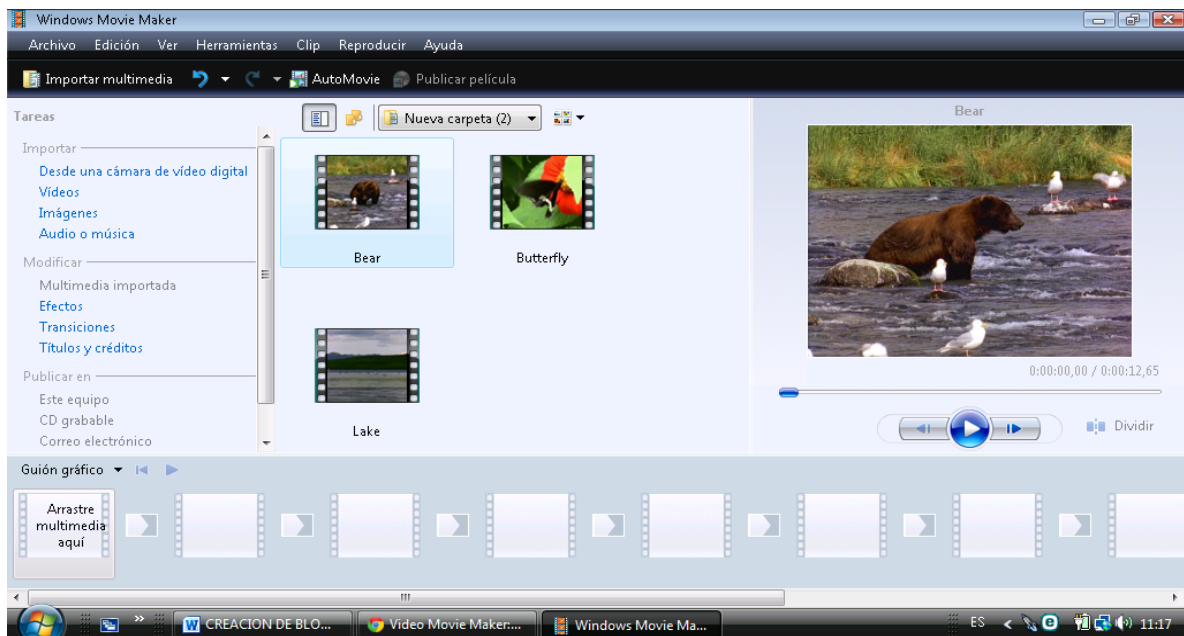 Windows Movie Maker
Archivo Edición Ver Herramientas Clip Reproducir Ayuda
Importar multimedia AutoMovie Publicar película
Tareas
Importar
Desde una cámara de vídeo digital
Vídeos
Imágenes
Audio o música
Modificar
Multimedia importada
Efectos
Transiciones
Títulos y créditos
Publicar en
Este equipo
CD grabable
Correo electrónico
Nueva carpeta (2)
Bear
Butterfly
Lake
Bear
0:00:00,00 / 0:00:12,65
Dividir
Guión gráfico
Arrastre
multimedia
aquí
CREACION DE BLO... Video Movie Maker:... Windows Movie Ma... ES 11:17